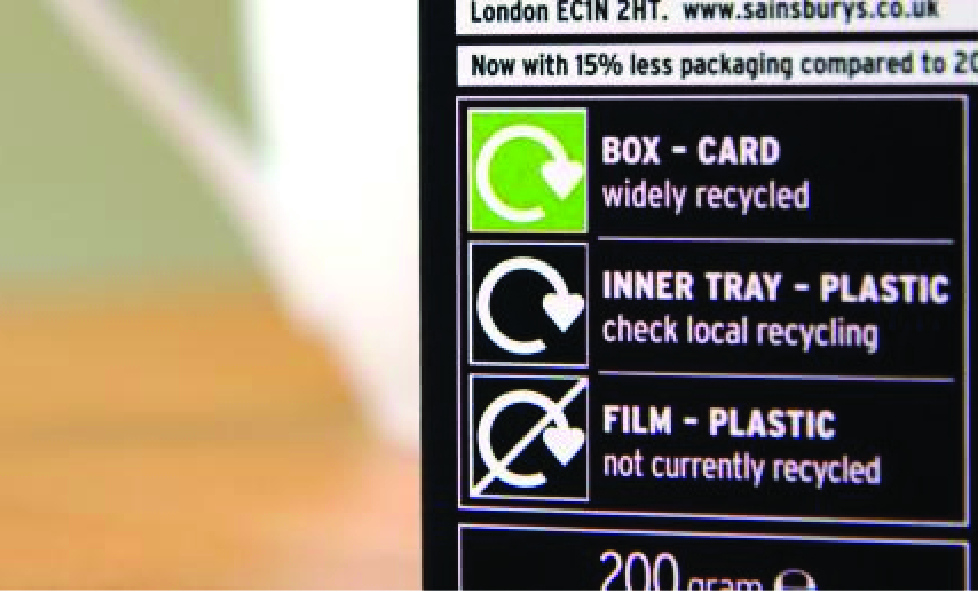 London EC1N 2HT. www.sainsburys.co.uk
Now with 15% less packaging compared to
BOX - CARD
widely recycled
INNER TRAY - PLASTIC
check local recycling
FILM - PLASTIC
not currently recycled
200 gram ℮